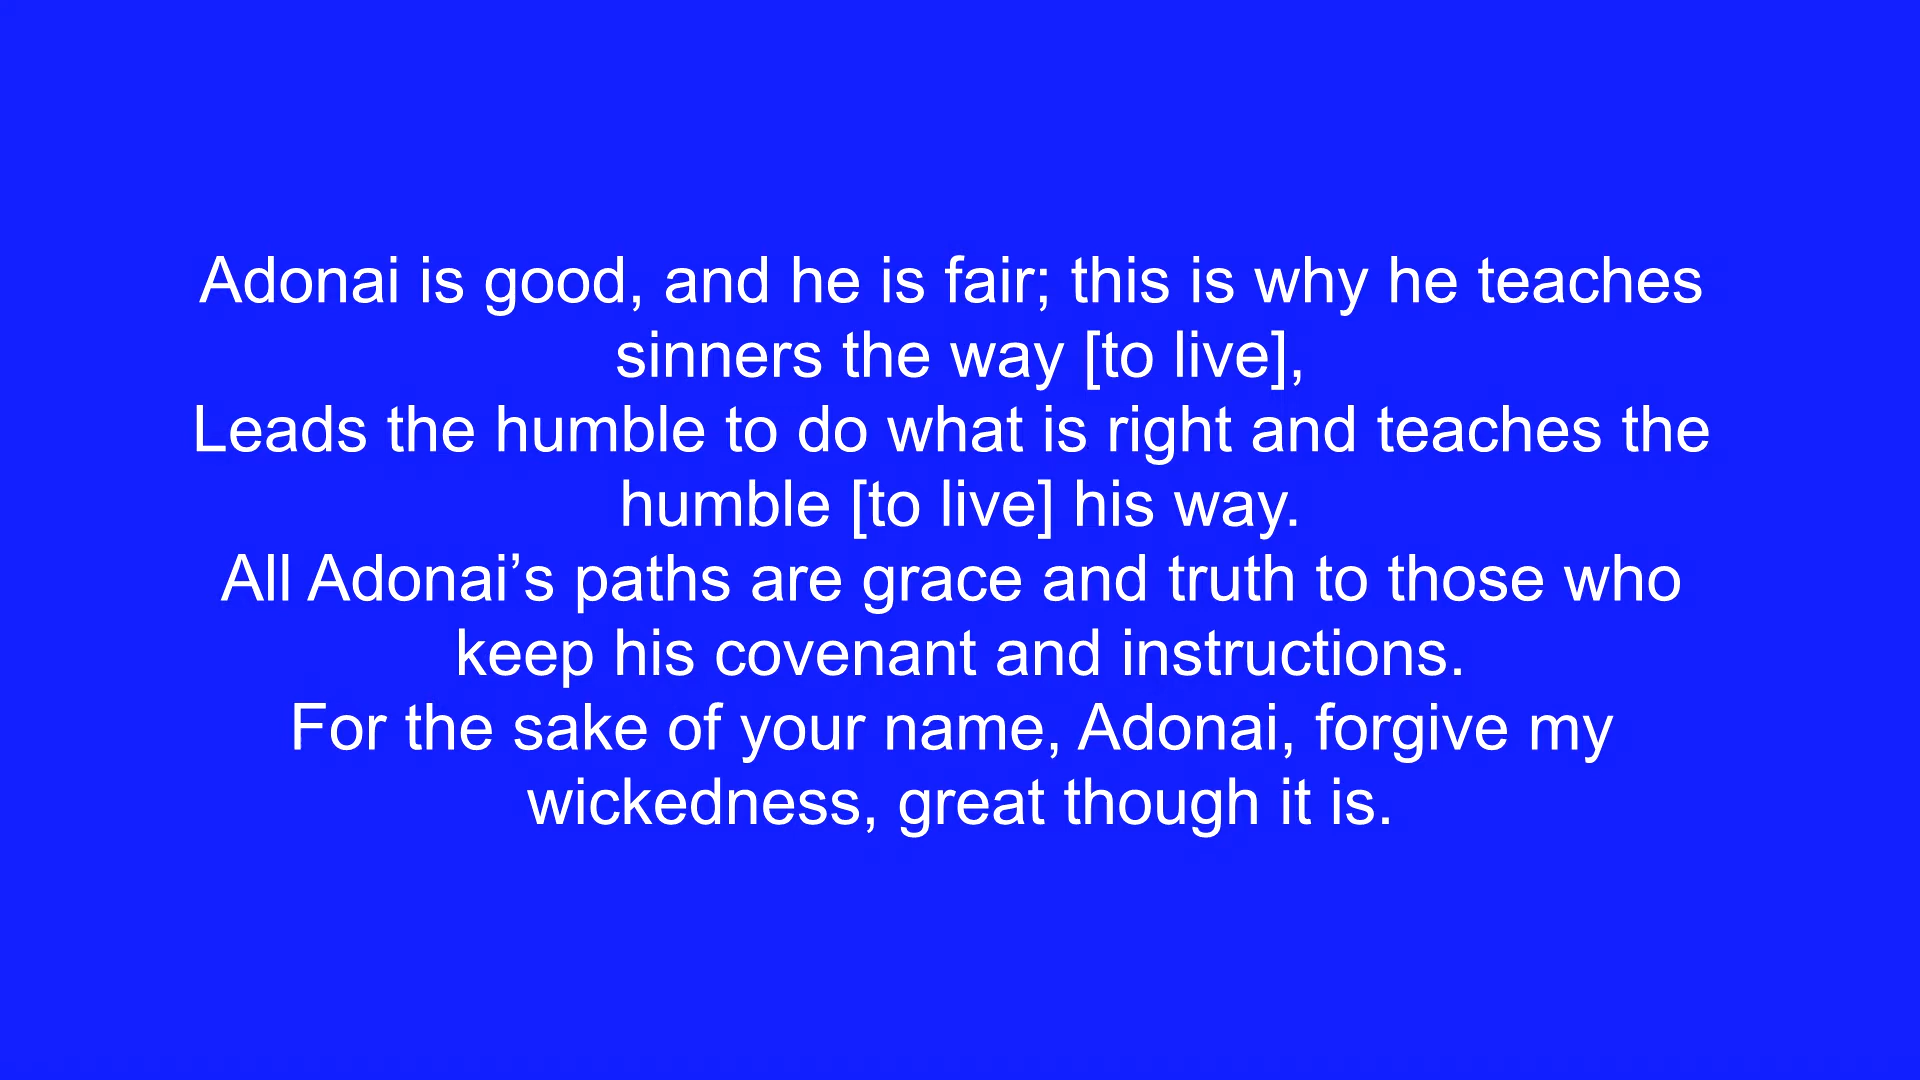 Adonai is good, and he is fair; this is why he teaches
sinners the way [to live],
Leads the humble to do what is right and teaches the
humble [to live] his way.
All Adonai’s paths are grace and truth to those who
keep his covenant and instructions.
For the sake of your name, Adonai, forgive my
wickedness, great though it is.